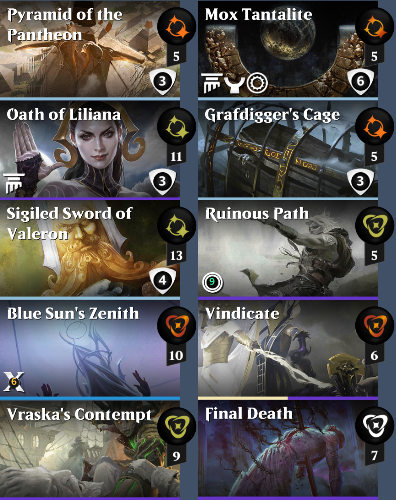 Pyramid of the
Pantheon
5
3
Mox Tantalite
5
6
Oath of Liliana
11
3
Grafdigger's Cage
5
3
Sigiled Sword of
Valeron
13
4
Ruinous Path
5
9
Blue Sun's Zenith
10
X
6
Vindicate
6
Vraska's Contempt
9
Final Death
7